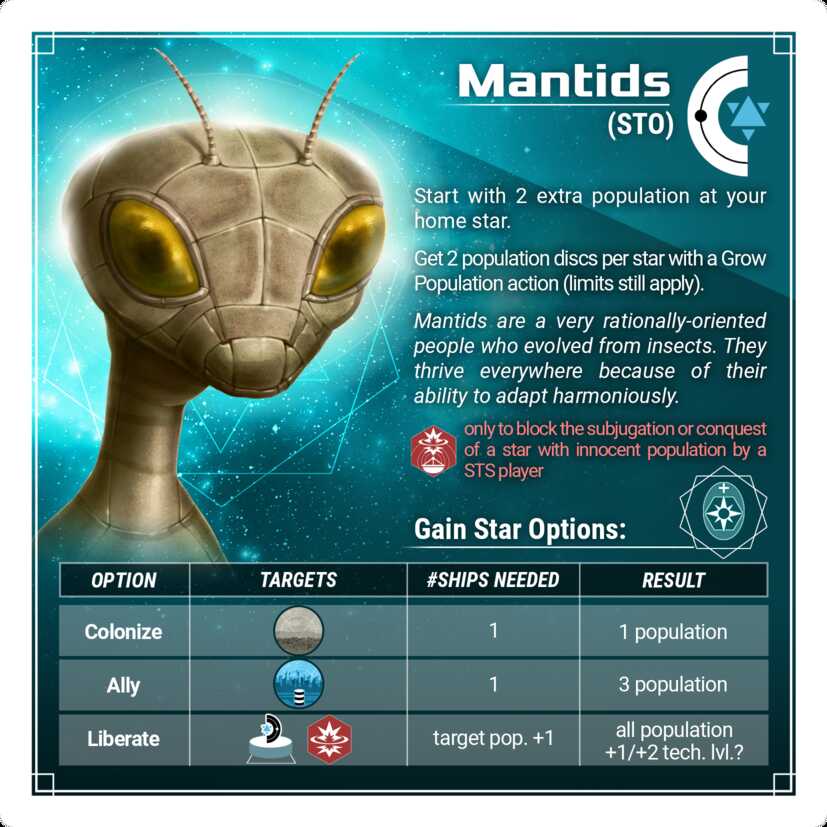 Mantids
(STO)
Start with 2 extra population at your
home star.
Get 2 population discs per star with a Grow
Population action (limits still apply).
Mantids are a very rationally-oriented
people who evolved from insects. They
thrive everywhere because of their
ability to adapt harmoniously.
only to block the subjugation or conquest
of a star with innocent population by a
STS player
Gain Star Options:
OPTION TARGETS #SHIPS NEEDED RESULT
Colonize 1 1 population
Ally 1 3 population
Liberate target pop. +1 all population
+1/+2 tech. lvl.?